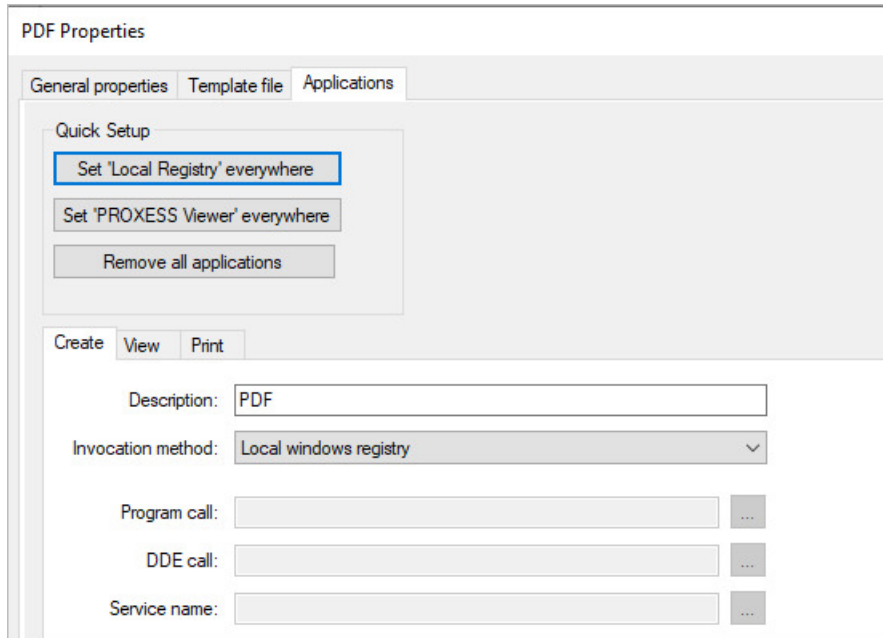 PDF Properties
General properties Template file Applications
Quick Setup
Set 'Local Registry' everywhere
Set 'PROXESS Viewer' everywhere
Remove all applications
Create View Print
Description: PDF
Invocation method: Local windows registry
Program call: ...
DDE call: ...
Service name: ...